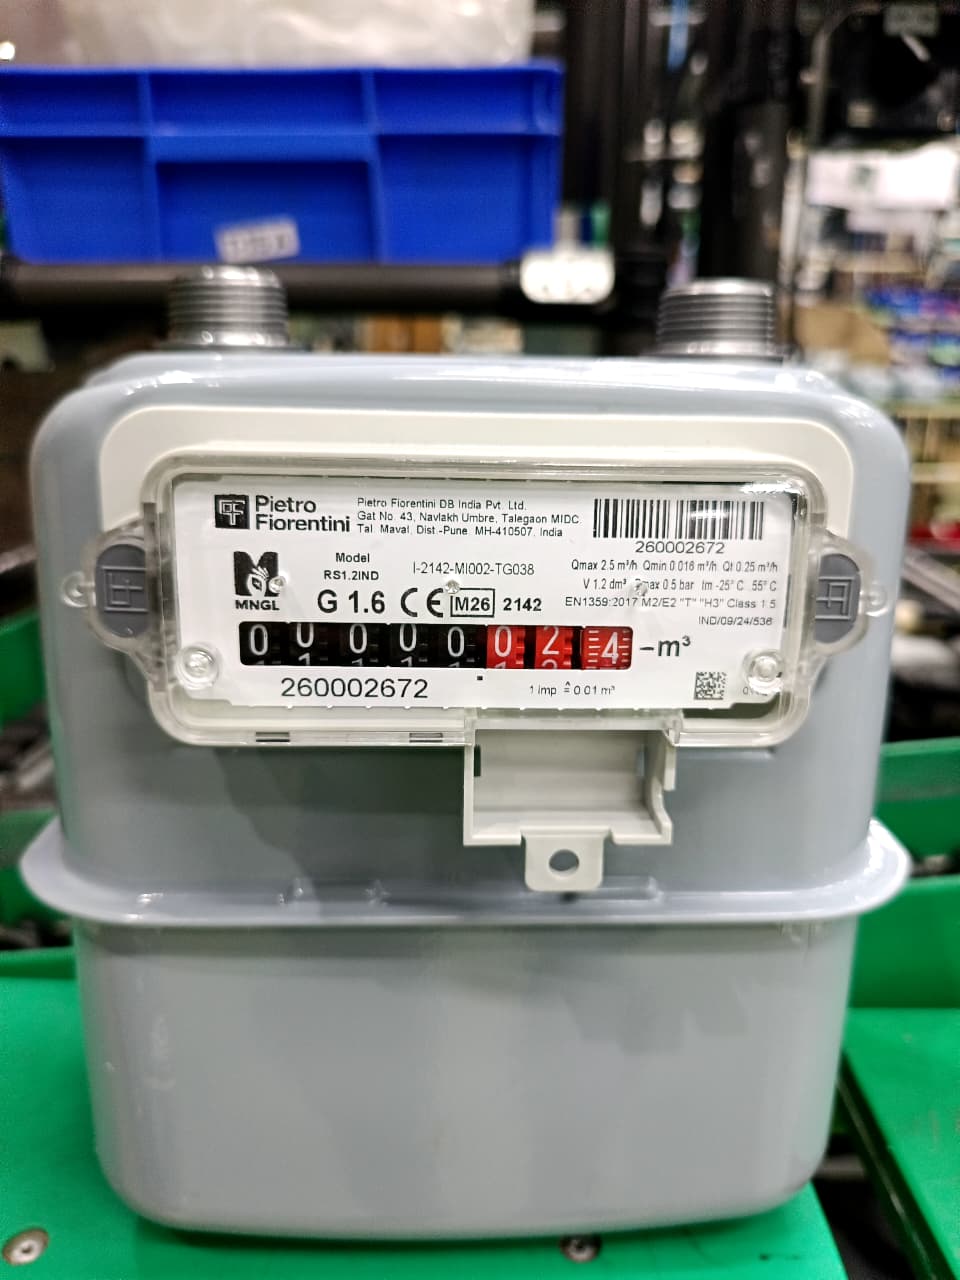 Pietro
Fiorentini
Pietro Fiorentini DB India Pvt. Ltd.
Gat No. 43, Navlakh Umbre, Talegaon MIDC.
Tal. Maval, Dist.-Pune. MH-410507, India
260002672
MNGL
Model
RS1.2IND
I-2142-MI002-TG038
G 1.6 CE M26 2142
Qmax 2.5 m³/h Qmin 0.016 m³/h Qt 0.25 m³/h
V 1.2 dm³ Pmax 0.5 bar tm -25° C 55° C
EN1359:2017 M2/E2 "T" "H3" Class 1.5
IND/09/24/536
0 0 0 0 0 0 2 4 -m³
260002672
1 imp. ≙ 0.01 m³